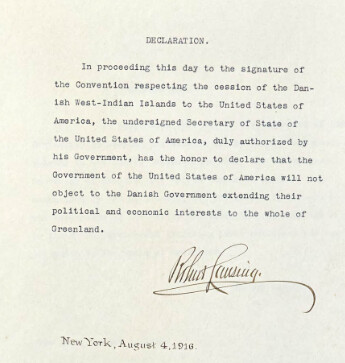 DECLARATION.
In proceeding this day to the signature of
the Convention respecting the cession of the Dan-
ish West-Indian Islands to the United States of
America, the undersigned Secretary of State of
the United States of America, duly authorized by
his Government, has the honor to declare that the
Government of the United States of America will not
object to the Danish Government extending their
political and economic interests to the whole of
Greenland.
Robert Lansing.
New York, August 4, 1916.